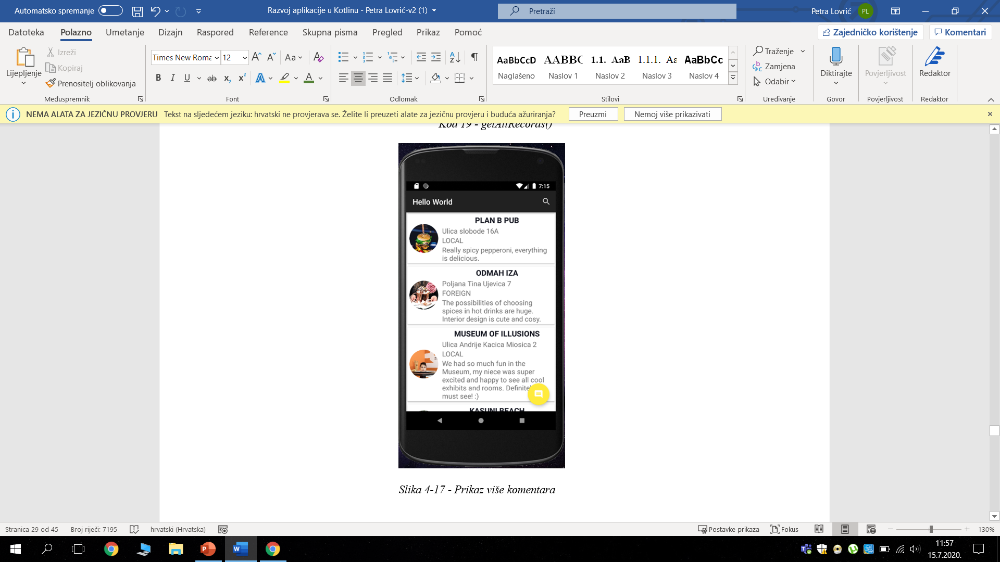 Automatsko spremanje
Razvoj aplikacije u Kotlinu - Petra Lovrić-v2 (1)
Pretraži
Petra Lovrić
PL
Datoteka
Polazno
Umetanje
Dizajn
Raspored
Reference
Skupna pisma
Pregled
Prikaz
Pomoć
Zajedničko korištenje
Komentari
Lijepljenje
Izreži
Kopiraj
Prenositelj oblikovanja
Međuspremnik
Times New Roma
12
Font
Odlomak
AaBbCcD
Naglašeno
AABBC
Naslov 1
1.1. AaB
Naslov 2
1.1.1. Aa
Naslov 3
AaBbCc
Naslov 4
Stilovi
Traženje
Zamjena
Odabir
Uređivanje
Diktirajte
Govor
Povjerljivost
Povjerljivost
Redaktor
Redaktor
NEMA ALATA ZA JEZIČNU PROVJERU Tekst na sljedećem jeziku: hrvatski ne provjerava se. Želite li preuzeti alate za jezičnu provjeru i buduća ažuriranja?
Preuzmi
Nemoj više prikazivati
Kod 19 - getAllRecords()
7:15
Hello World
PLAN B PUB
Ulica slobode 16A
LOCAL
Really spicy pepperoni, everything
is delicious.
ODMAH IZA
Poljana Tina Ujevica 7
FOREIGN
The possibilities of choosing
spices in hot drinks are huge.
Interior design is cute and cosy.
MUSEUM OF ILLUSIONS
Ulica Andrije Kacica Miosica 2
LOCAL
We had so much fun in the
Museum, my niece was super
excited and happy to see all cool
exhibits and rooms. Definitel
must see! :)
KASUNI BEACH
Slika 4-17 - Prikaz više komentara
Stranica 29 od 45
Broj riječi: 7195
hrvatski (Hrvatska)
Postavke prikaza
Fokus
130%
11:57
15.7.2020.